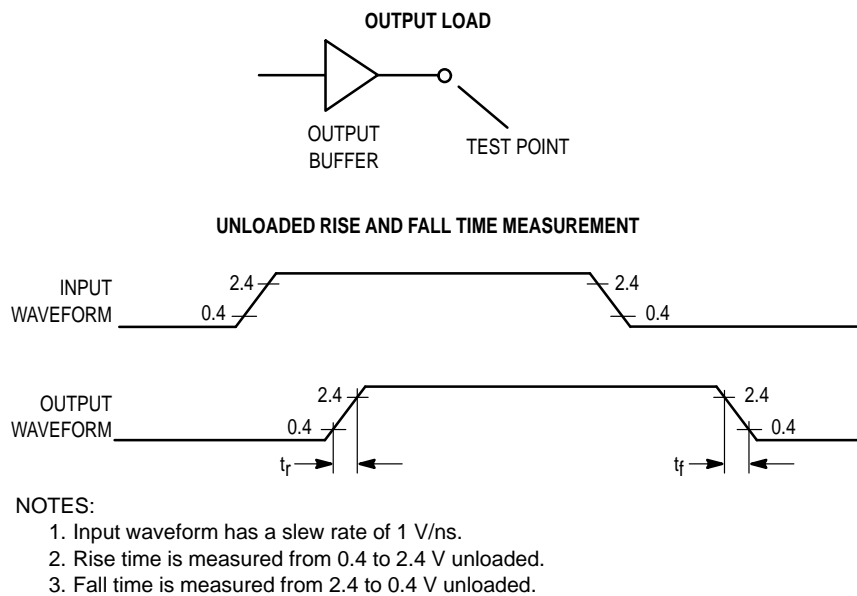 OUTPUT LOAD
OUTPUT
BUFFER
TEST POINT
UNLOADED RISE AND FALL TIME MEASUREMENT
INPUT
WAVEFORM
2.4
0.4
2.4
0.4
OUTPUT
WAVEFORM
2.4
0.4
2.4
0.4
tr
tf
NOTES:
1. Input waveform has a slew rate of 1 V/ns.
2. Rise time is measured from 0.4 to 2.4 V unloaded.
3. Fall time is measured from 2.4 to 0.4 V unloaded.